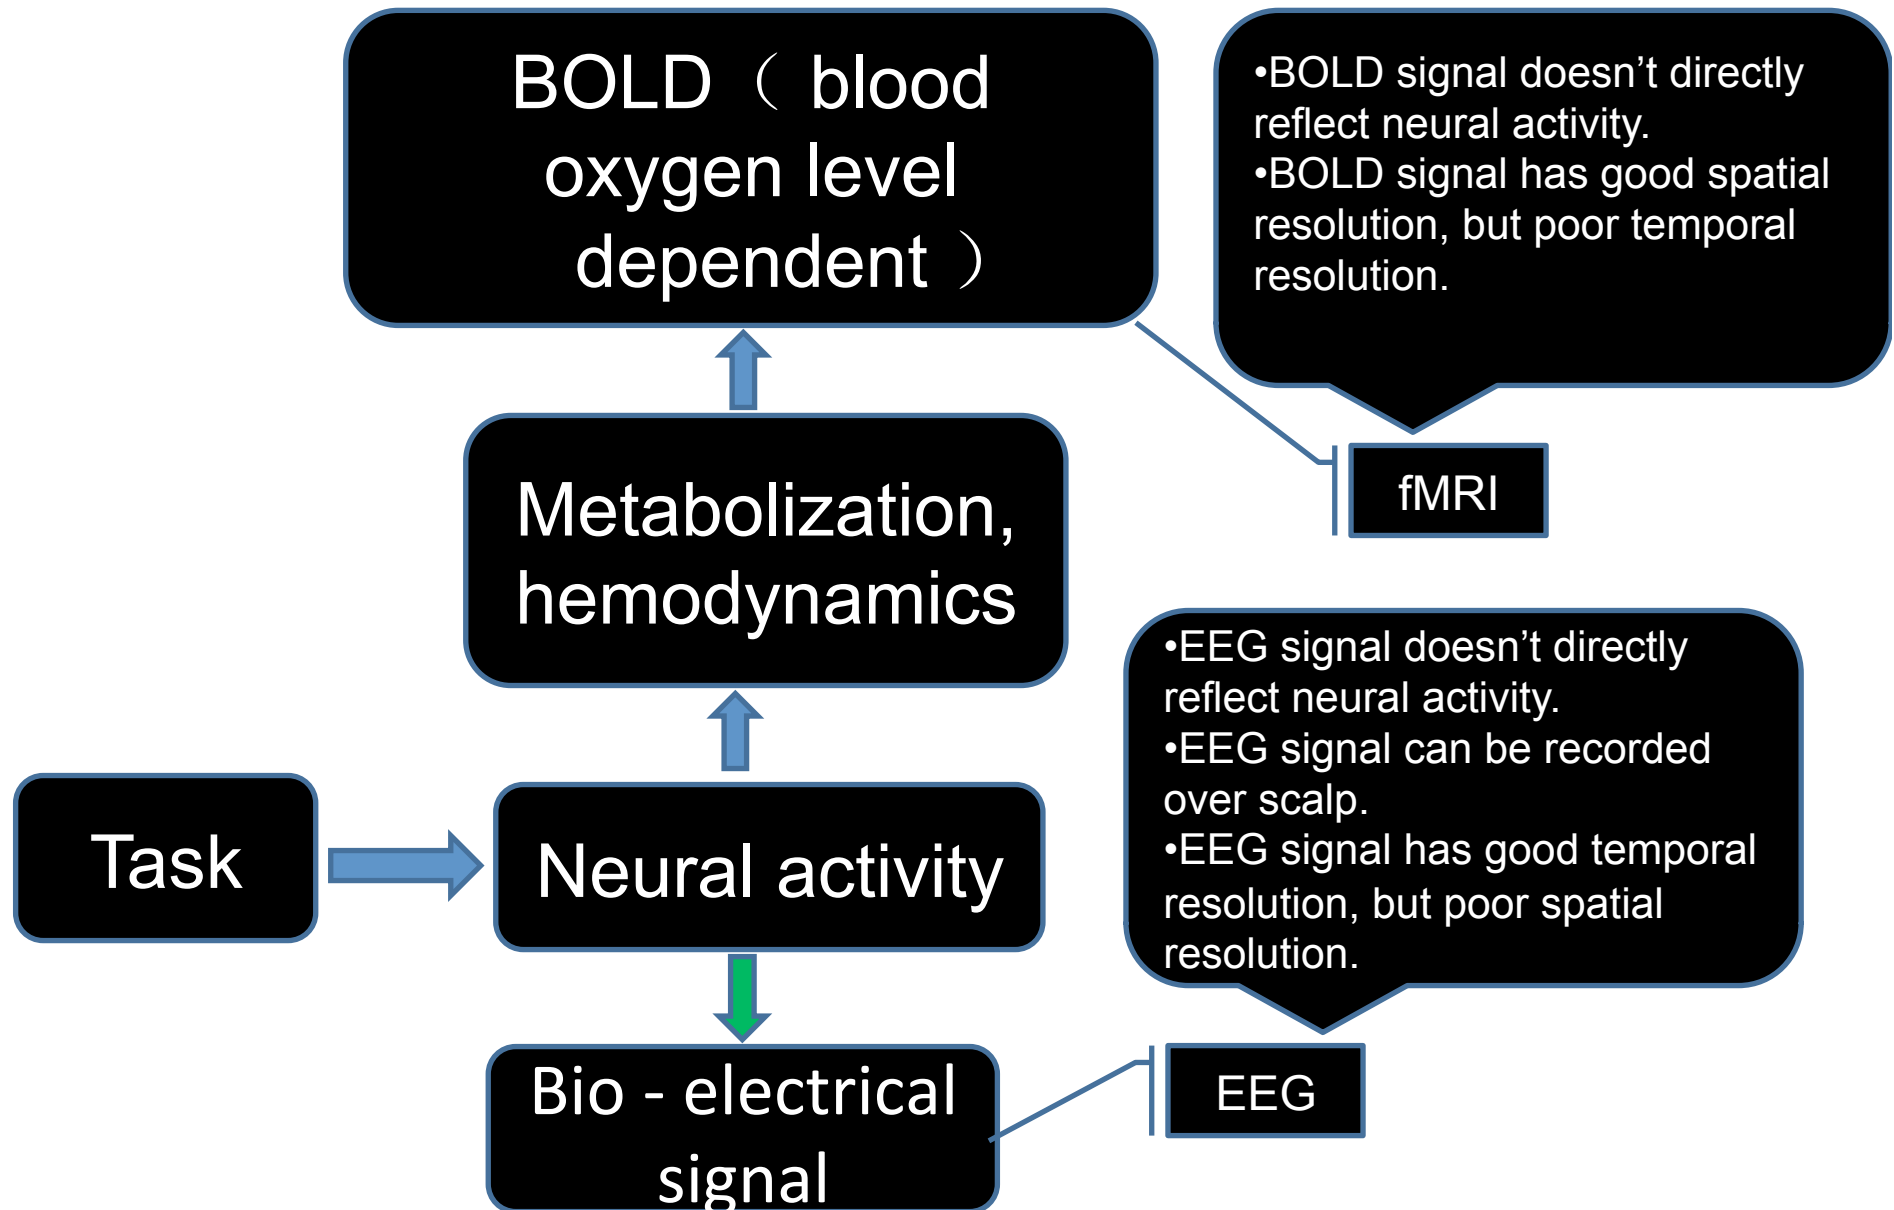 BOLD（ blood
oxygen level
dependent ）
•BOLD signal doesn’t directly
reflect neural activity.
•BOLD signal has good spatial
resolution, but poor temporal
resolution.
fMRI
Metabolization,
hemodynamics
•EEG signal doesn’t directly
reflect neural activity.
•EEG signal can be recorded
over scalp.
•EEG signal has good temporal
resolution, but poor spatial
resolution.
Task
Neural activity
Bio - electrical
signal
EEG